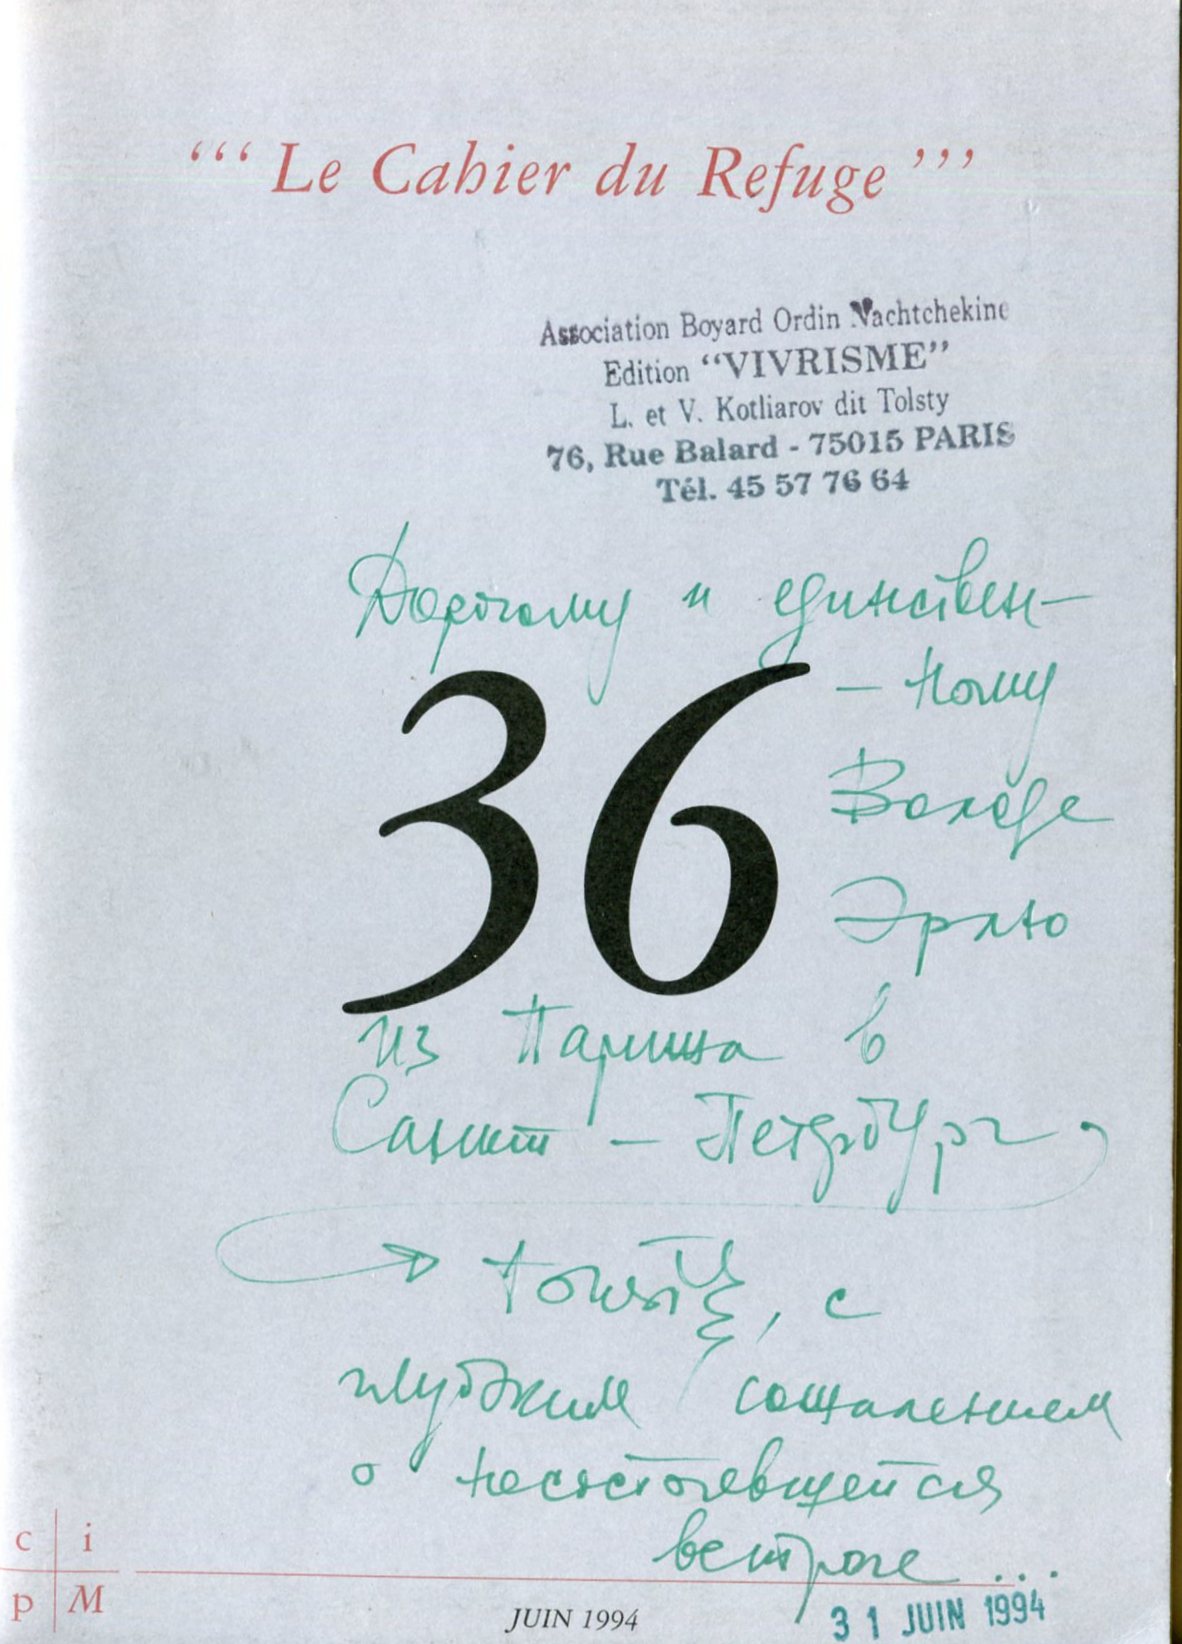 ‘‘‘ Le Cahier du Refuge ’’’
Association Boyard Ordin Nachtchekine
Edition “VIVRISME”
L. et V. Kotliarov dit Tolsty
76, Rue Balard - 75015 PARIS
Tél. 45 57 76 64
Дорогому и единствен-
- ному
36
Володе
Эрлю
из Парижа в
Санкт - Петербург,
Толстый, с
глубоким сожалением
о несостоявшейся
встрече ...
c i
p M
JUIN 1994
31 JUIN 1994